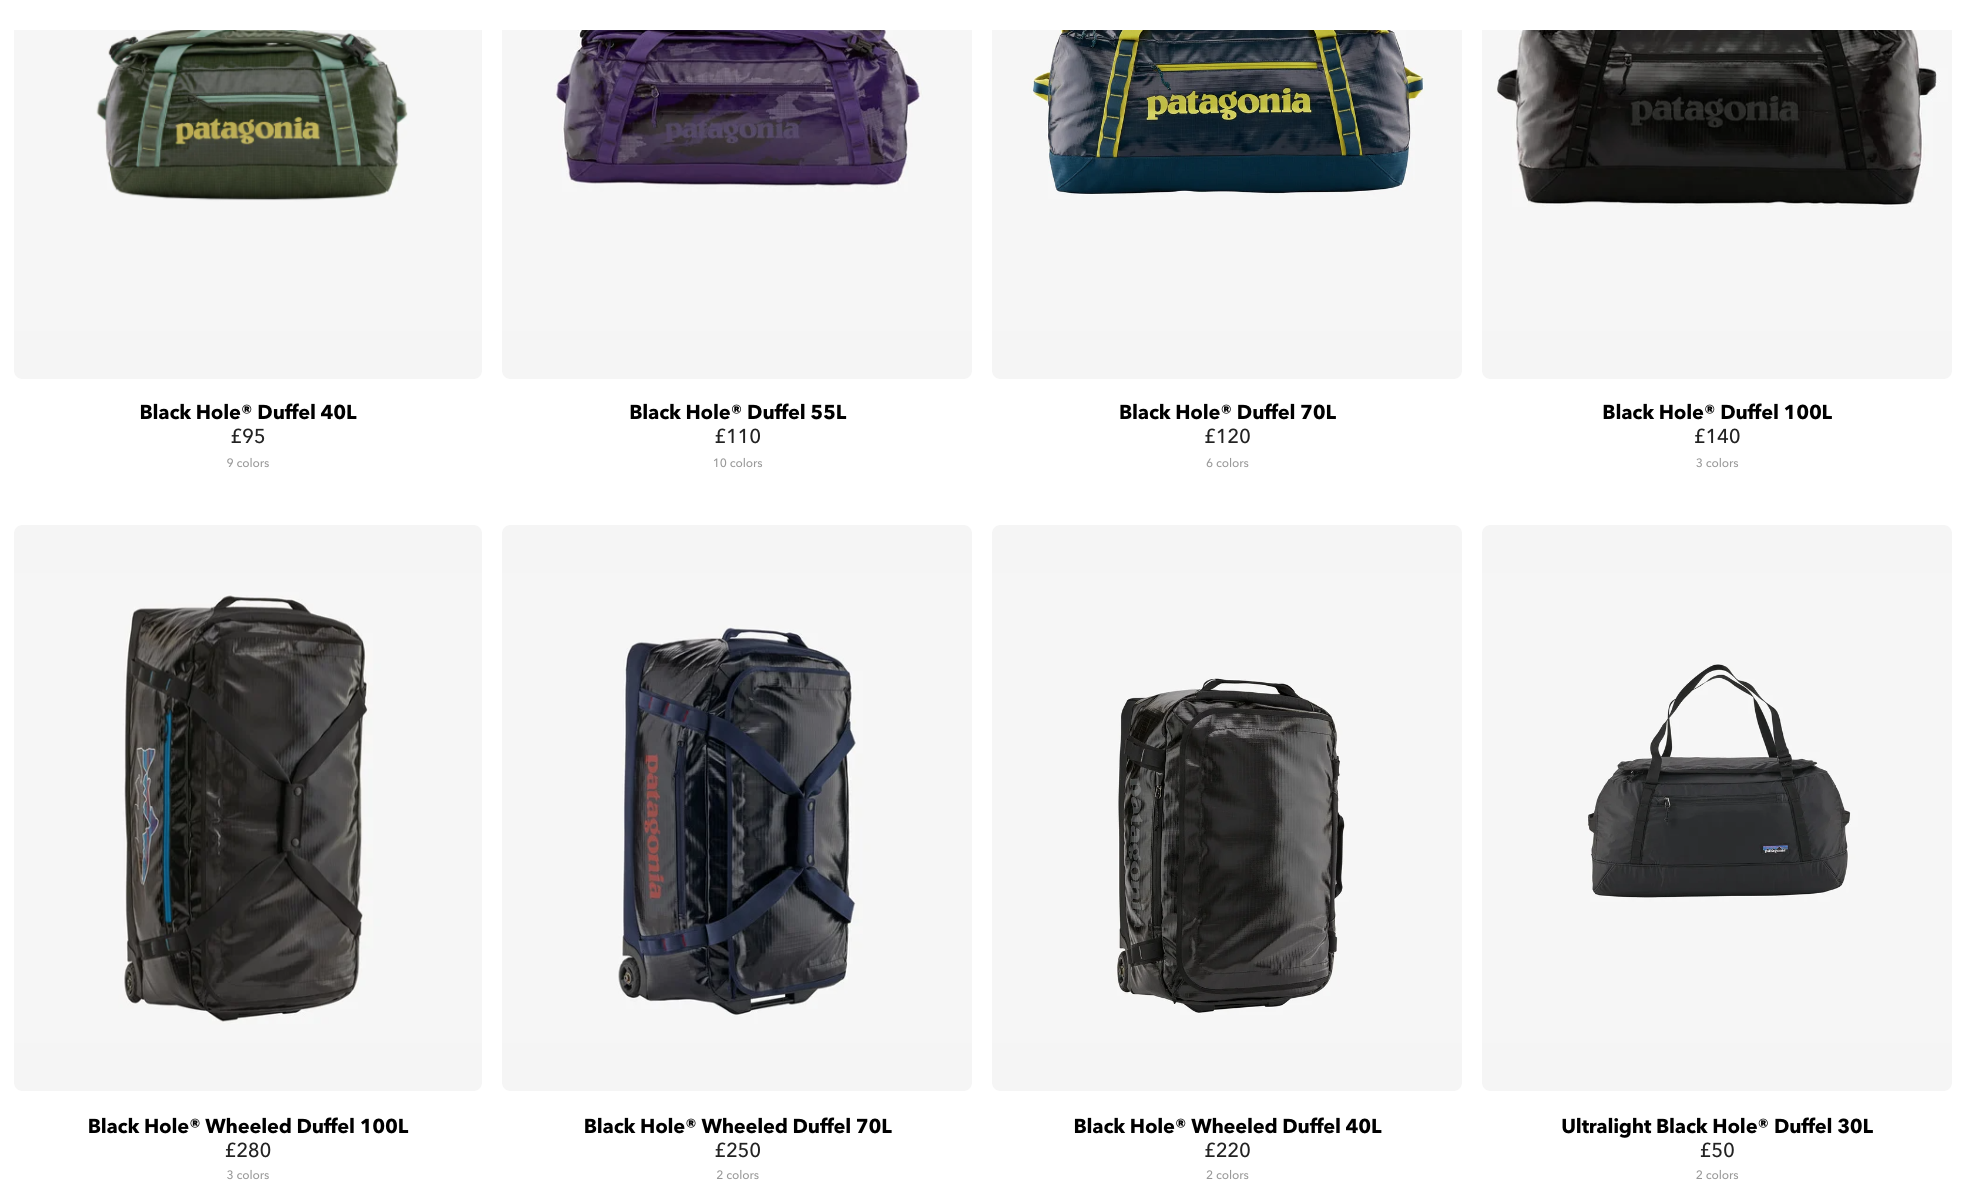 patagonia
patagonia
patagonia
patagonia
Black Hole® Duffel 40L
£95
9 colors
Black Hole® Duffel 55L
£110
10 colors
Black Hole® Duffel 70L
£120
6 colors
Black Hole® Duffel 100L
£140
3 colors
patagonia
patagonia
Black Hole® Wheeled Duffel 100L
£280
3 colors
Black Hole® Wheeled Duffel 70L
£250
2 colors
Black Hole® Wheeled Duffel 40L
£220
2 colors
Ultralight Black Hole® Duffel 30L
£50
2 colors